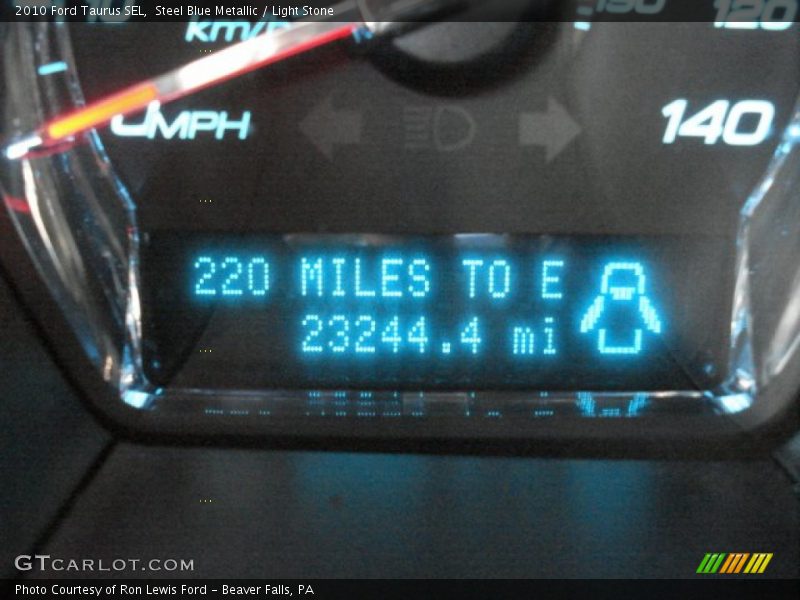 2010 Ford Taurus SEL,  Steel Blue Metallic / Light Stone
km/h
120
MPH
140
220 MILES TO E
23244.4 mi
GTCARLOT.COM
Photo Courtesy of Ron Lewis Ford - Beaver Falls, PA